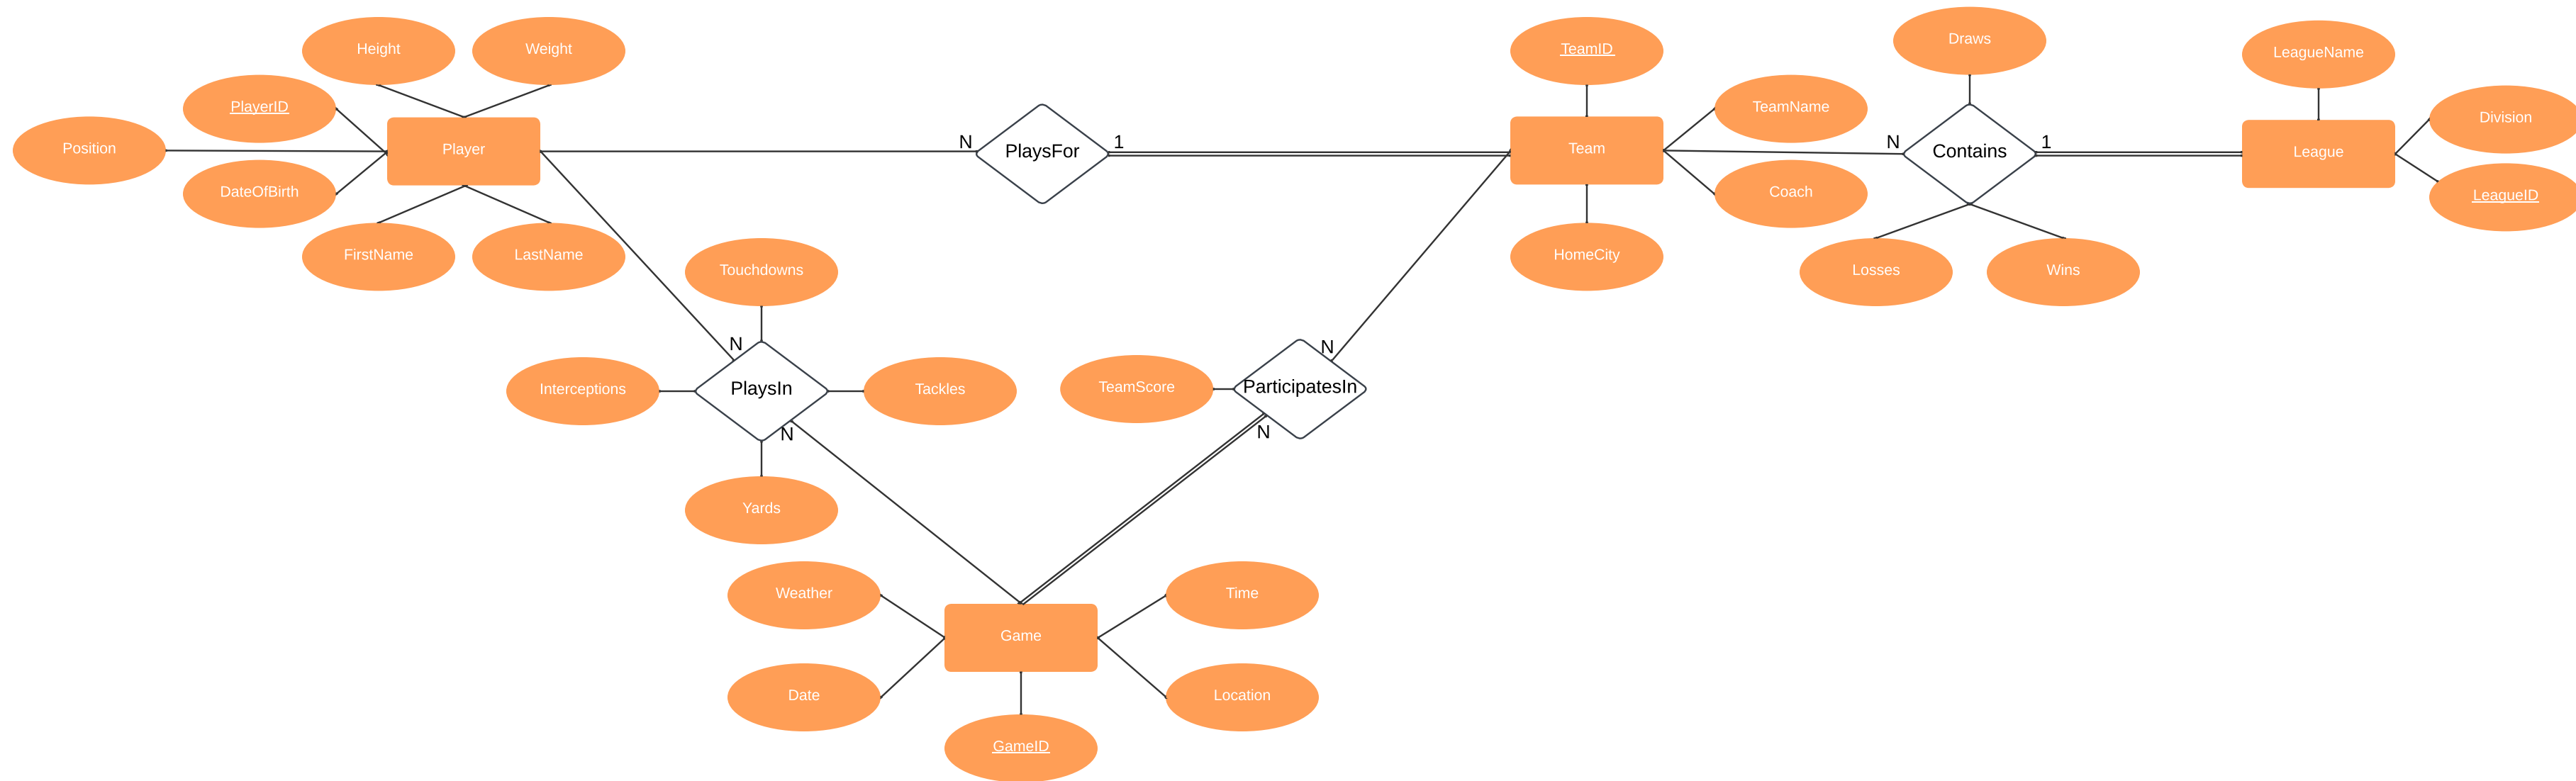 Draws
Height
Weight
TeamID
LeagueName
PlayerID
TeamName
Division
Position
Player
N
PlaysFor
1
Team
N
Contains
1
League
DateOfBirth
Coach
LeagueID
FirstName
LastName
HomeCity
Touchdowns
Losses
Wins
N
N
Interceptions
PlaysIn
Tackles
TeamScore
ParticipatesIn
N
N
Yards
Weather
Time
Game
Date
Location
GameID